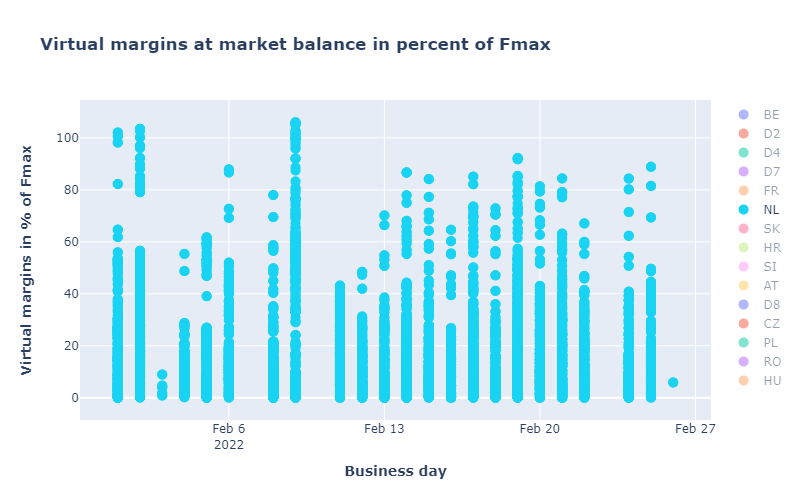 Virtual margins at market balance in percent of Fmax
Virtual margins in % of Fmax
100
80
60
40
20
0
Feb 6
2022
Feb 13
Feb 20
Feb 27
Business day
BE
D2
D4
D7
FR
NL
SK
HR
SI
AT
D8
CZ
PL
RO
HU